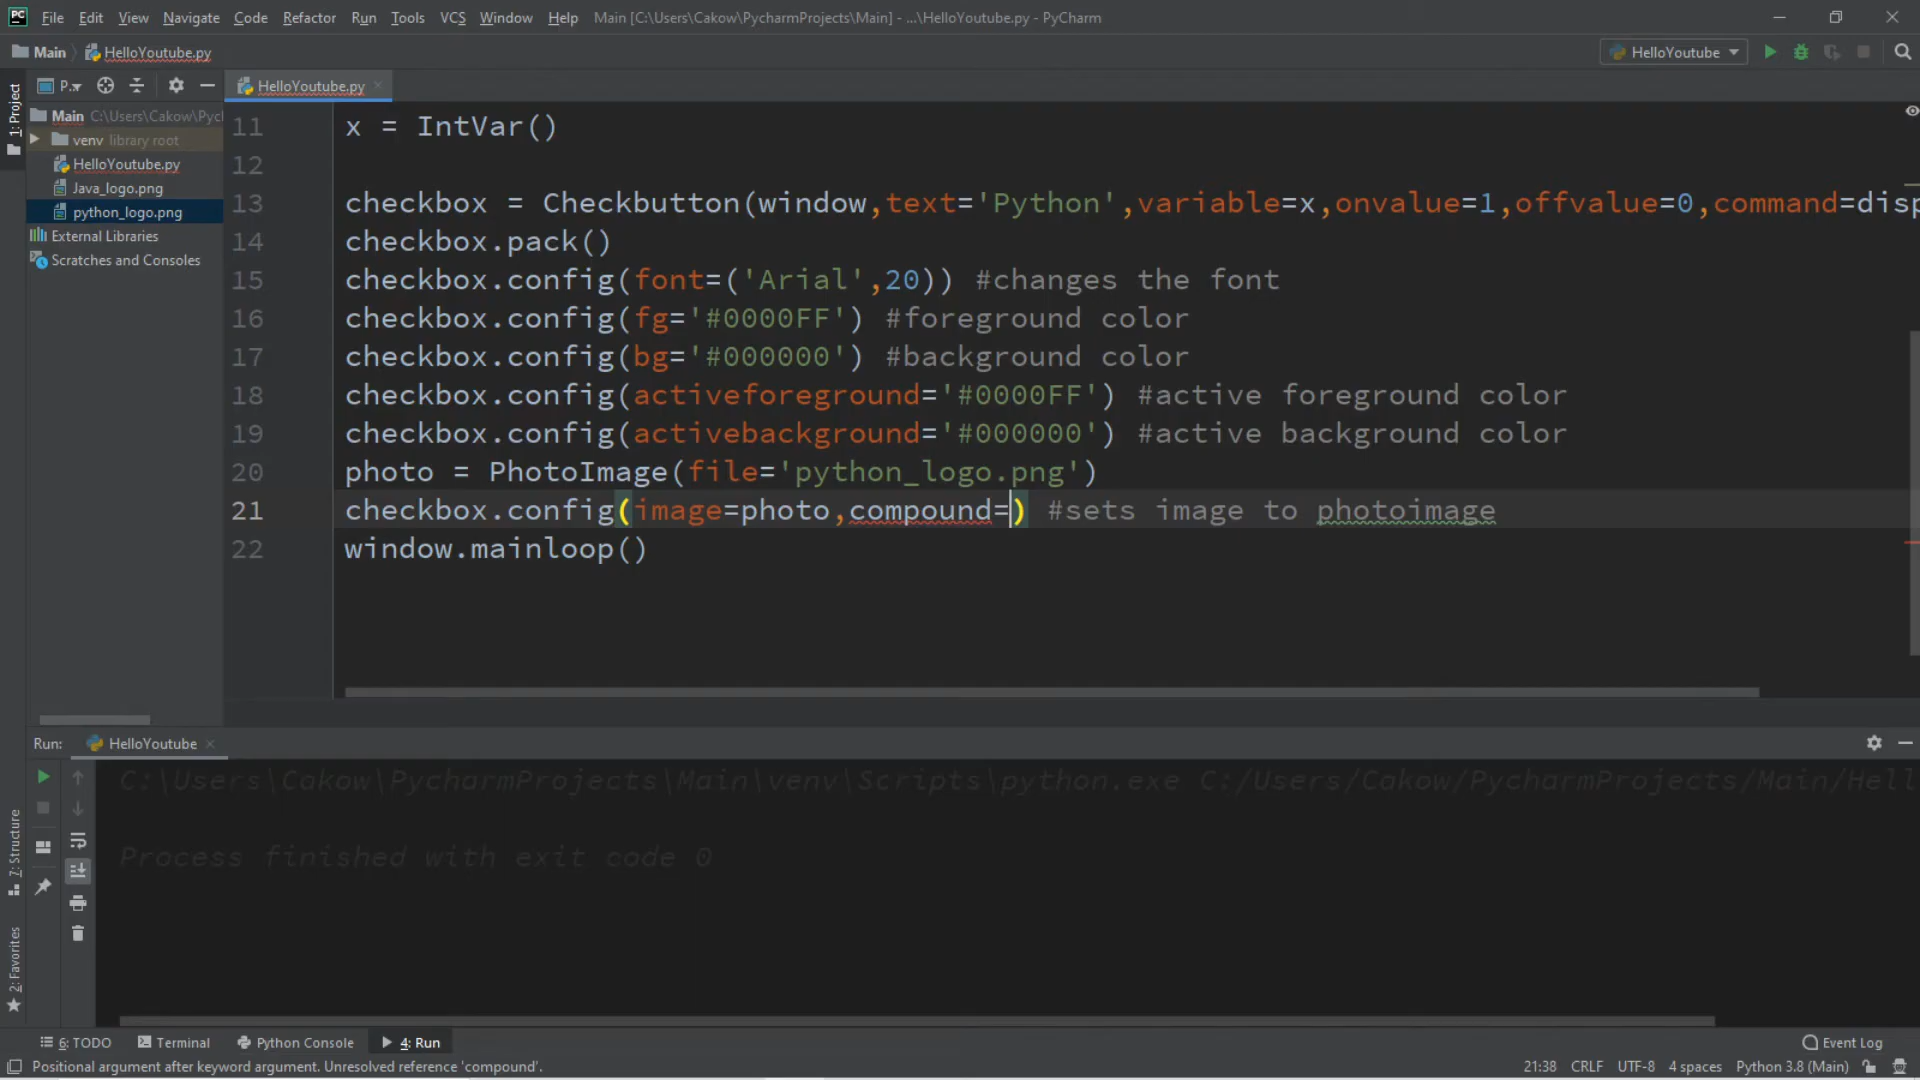 PC File Edit View Navigate Code Refactor Run Tools VCS Window Help Main [C:\Users\Cakow\PycharmProjects\Main] - ...\HelloYoutube.py - PyCharm
Main HelloYoutube.py HelloYoutube
1: Project P... HelloYoutube.py
Main C:\Users\Cakow\Pycl
venv library root
HelloYoutube.py
Java_logo.png
python_logo.png
External Libraries
Scratches and Consoles
11 x = IntVar()
12
13 checkbox = Checkbutton(window,text='Python',variable=x,onvalue=1,offvalue=0,command=disp
14 checkbox.pack()
15 checkbox.config(font=('Arial',20)) #changes the font
16 checkbox.config(fg='#0000FF') #foreground color
17 checkbox.config(bg='#000000') #background color
18 checkbox.config(activeforeground='#0000FF') #active foreground color
19 checkbox.config(activebackground='#000000') #active background color
20 photo = PhotoImage(file='python_logo.png')
21 checkbox.config(image=photo,compound=) #sets image to photoimage
22 window.mainloop()
Run: HelloYoutube
C:\Users\Cakow\PycharmProjects\Main\venv\Scripts\python.exe C:/Users/Cakow/PycharmProjects/Main/Hell
Process finished with exit code 0
7: Structure
2: Favorites
6: TODO Terminal Python Console 4: Run Event Log
Positional argument after keyword argument. Unresolved reference 'compound'. 21:38 CRLF UTF-8 4 spaces Python 3.8 (Main)